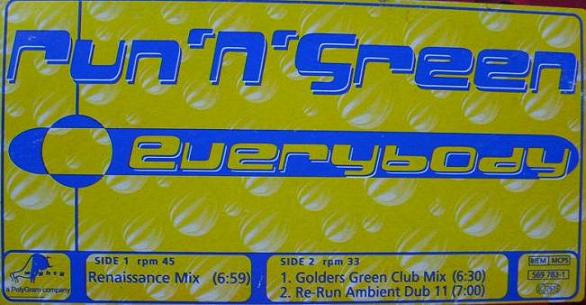 run 'n' green
everybody
SIDE 1 rpm 45
Renaissance Mix (6:59)
SIDE 2 rpm 33
1. Golders Green Club Mix (6:30)
2. Re-Run Ambient Dub 11 (7:00)
mighty
a PolyGram company
BIEM MCPS
569 783-1